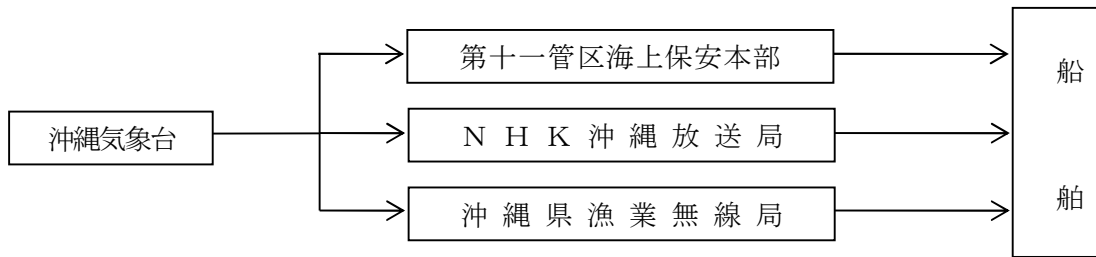 第十一管区海上保安本部
沖縄気象台
ＮＨＫ沖縄放送局
沖縄県漁業無線局
船舶